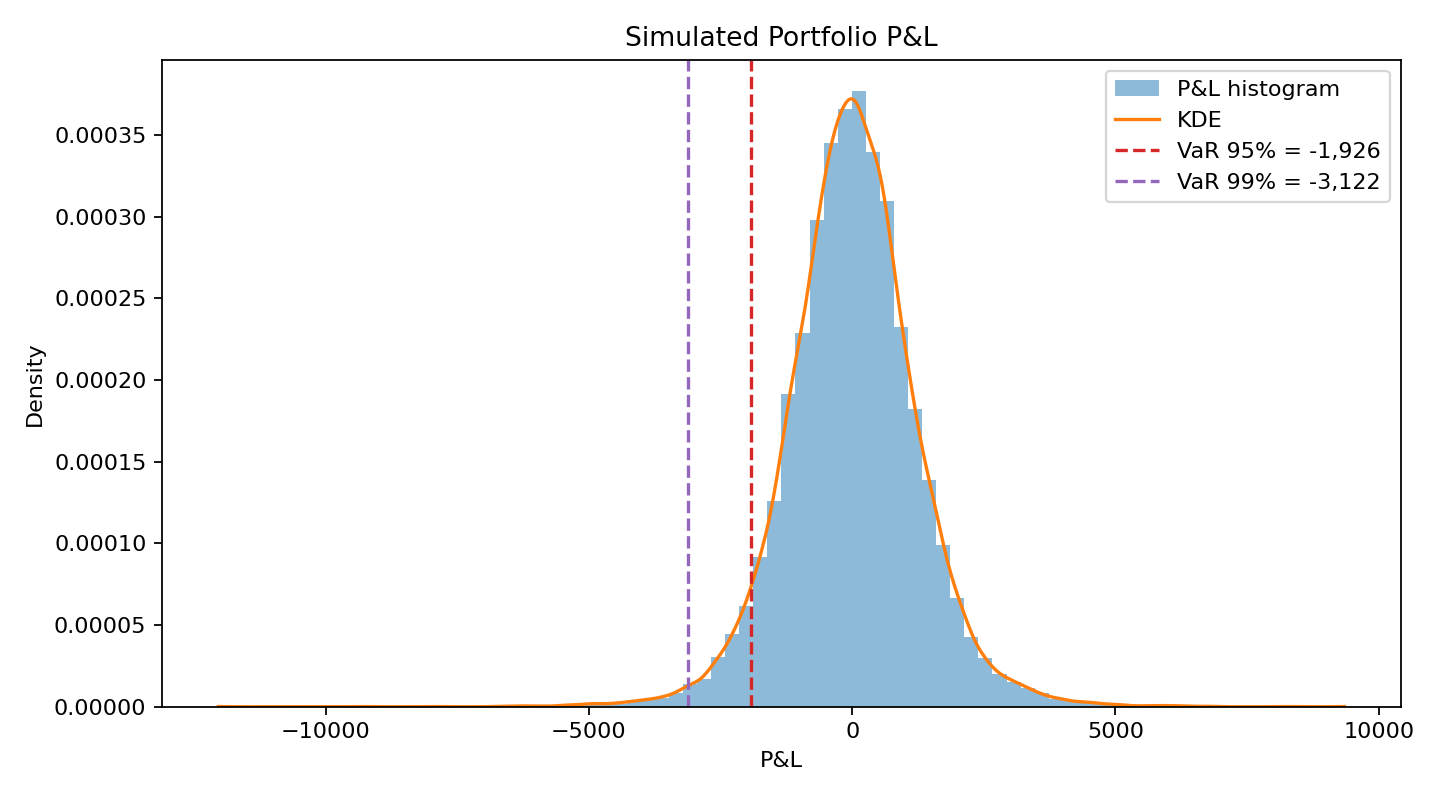 Simulated Portfolio P&L
P&L histogram
KDE
VaR 95% = -1,926
VaR 99% = -3,122
0.00035
0.00030
0.00025
0.00020
0.00015
0.00010
0.00005
0.00000
Density
−10000
−5000
0
5000
10000
P&L